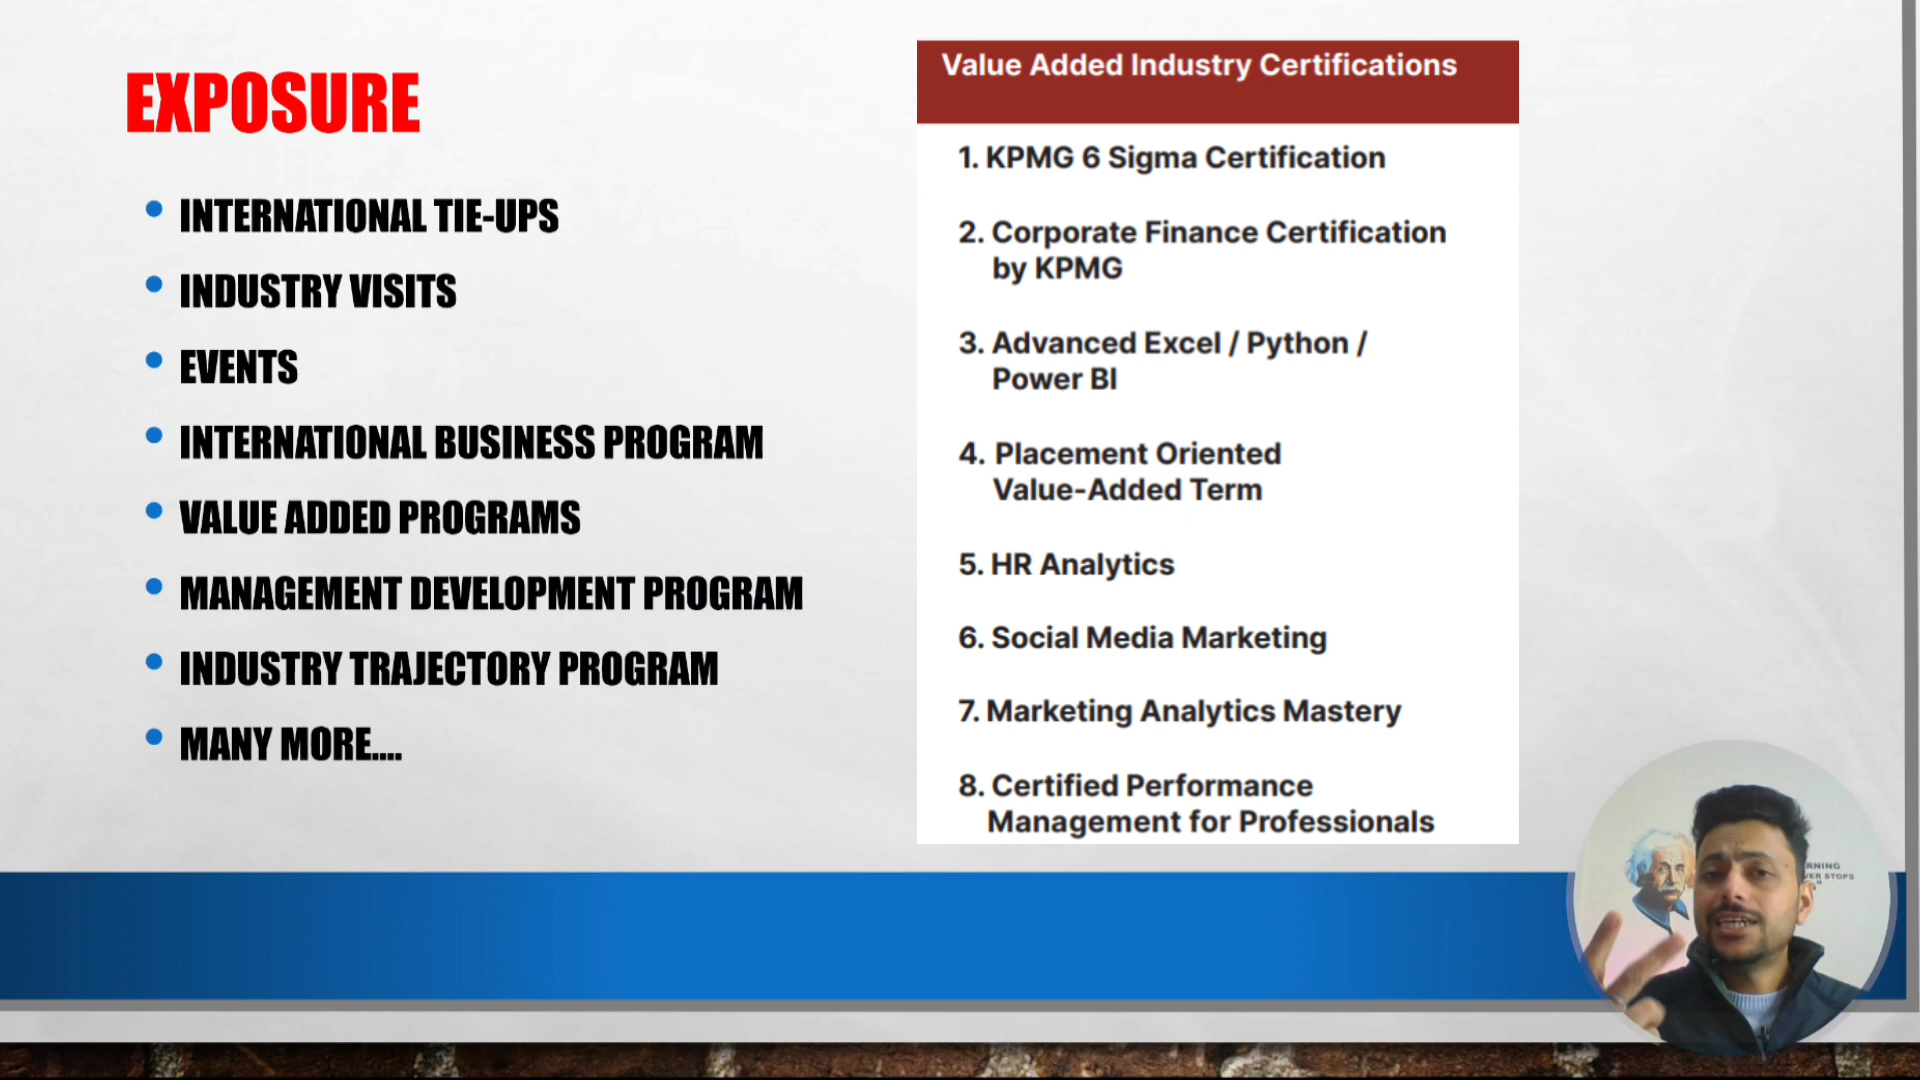 EXPOSURE
• INTERNATIONAL TIE-UPS
• INDUSTRY VISITS
• EVENTS
• INTERNATIONAL BUSINESS PROGRAM
• VALUE ADDED PROGRAMS
• MANAGEMENT DEVELOPMENT PROGRAM
• INDUSTRY TRAJECTORY PROGRAM
• MANY MORE....
Value Added Industry Certifications
1. KPMG 6 Sigma Certification
2. Corporate Finance Certification
by KPMG
3. Advanced Excel / Python /
Power BI
4. Placement Oriented
Value-Added Term
5. HR Analytics
6. Social Media Marketing
7. Marketing Analytics Mastery
8. Certified Performance
Management for Professionals
RNING
VER STOPS